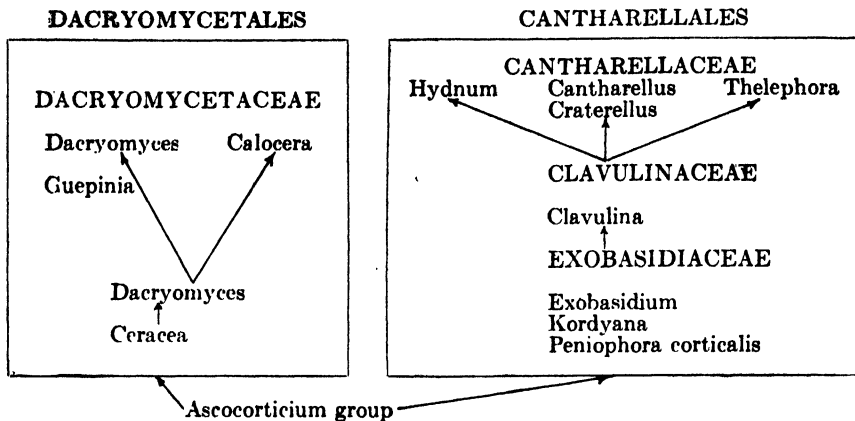 DACRYOMYCETALES
DACRYOMYCETACEAE
Dacryomyces Calocera
Guepinia
Dacryomyces
Ceracea
CANTHARELLALES
CANTHARELLACEAE
Hydnum Cantharellus Thelephora
Craterellus
CLAVULINACEAE
Clavulina
EXOBASIDIACEAE
Exobasidium
Kordyana
Peniophora corticalis
Ascocorticium group